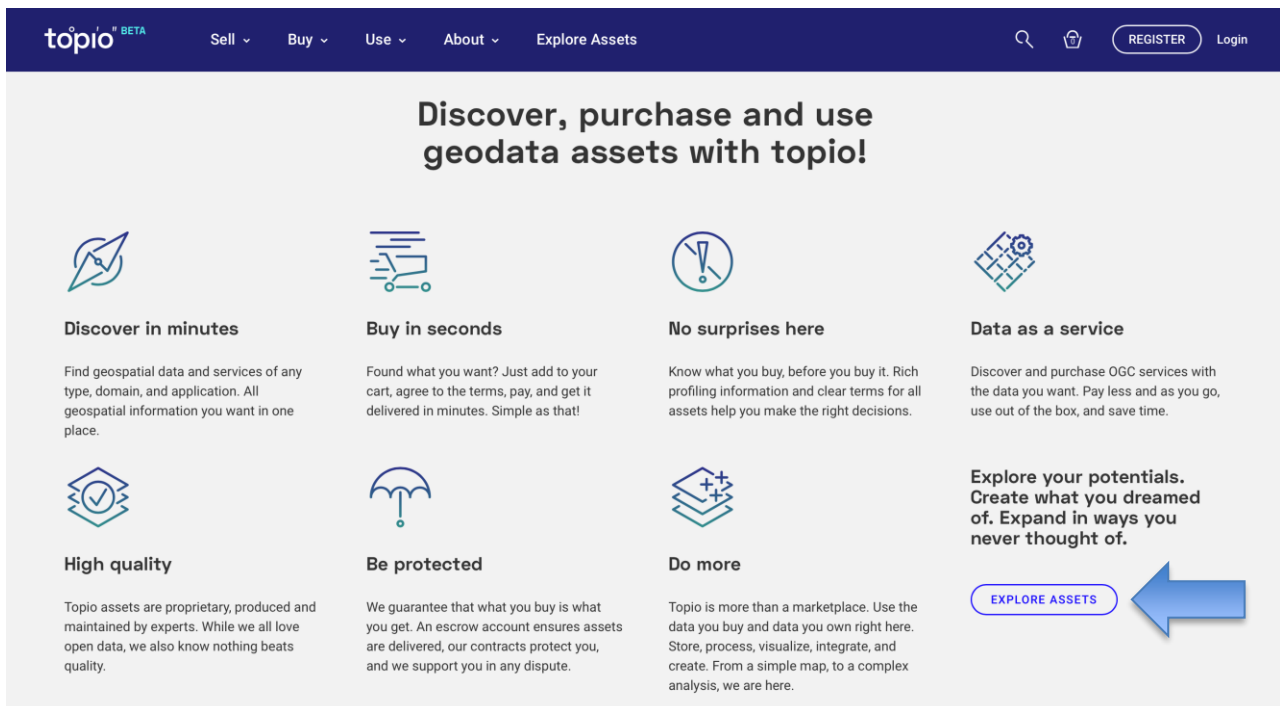 topio BETA
Sell
Buy
Use
About
Explore Assets
0
REGISTER
Login
Discover, purchase and use
geodata assets with topio!
Discover in minutes
Find geospatial data and services of any
type, domain, and application. All
geospatial information you want in one
place.
Buy in seconds
Found what you want? Just add to your
cart, agree to the terms, pay, and get it
delivered in minutes. Simple as that!
No surprises here
Know what you buy, before you buy it. Rich
profiling information and clear terms for all
assets help you make the right decisions.
Data as a service
Discover and purchase OGC services with
the data you want. Pay less and as you go,
use out of the box, and save time.
High quality
Topio assets are proprietary, produced and
maintained by experts. While we all love
open data, we also know nothing beats
quality.
Be protected
We guarantee that what you buy is what
you get. An escrow account ensures assets
are delivered, our contracts protect you,
and we support you in any dispute.
Do more
Topio is more than a marketplace. Use the
data you buy and data you own right here.
Store, process, visualize, integrate, and
create. From a simple map, to a complex
analysis, we are here.
Explore your potentials.
Create what you dreamed
of. Expand in ways you
never thought of.
EXPLORE ASSETS